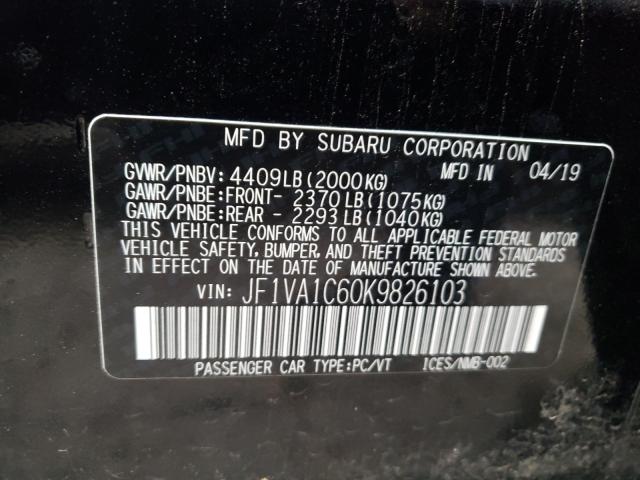 MFD BY SUBARU CORPORATION
GVWR/PNBV: 4409LB(2000KG) MFD IN 04/19
GAWR/PNBE:FRONT- 2370LB(1075KG)
GAWR/PNBE:REAR - 2293LB(1040KG)
THIS VEHICLE CONFORMS TO ALL APPLICABLE FEDERAL MOTOR
VEHICLE SAFETY, BUMPER, AND THEFT PREVENTION STANDARDS
IN EFFECT ON THE DATE OF MANUFACTURE SHOWN ABOVE.
VIN: JF1VA1C60K9826103
PASSENGER CAR TYPE:PC/VT ICES/NMB-002